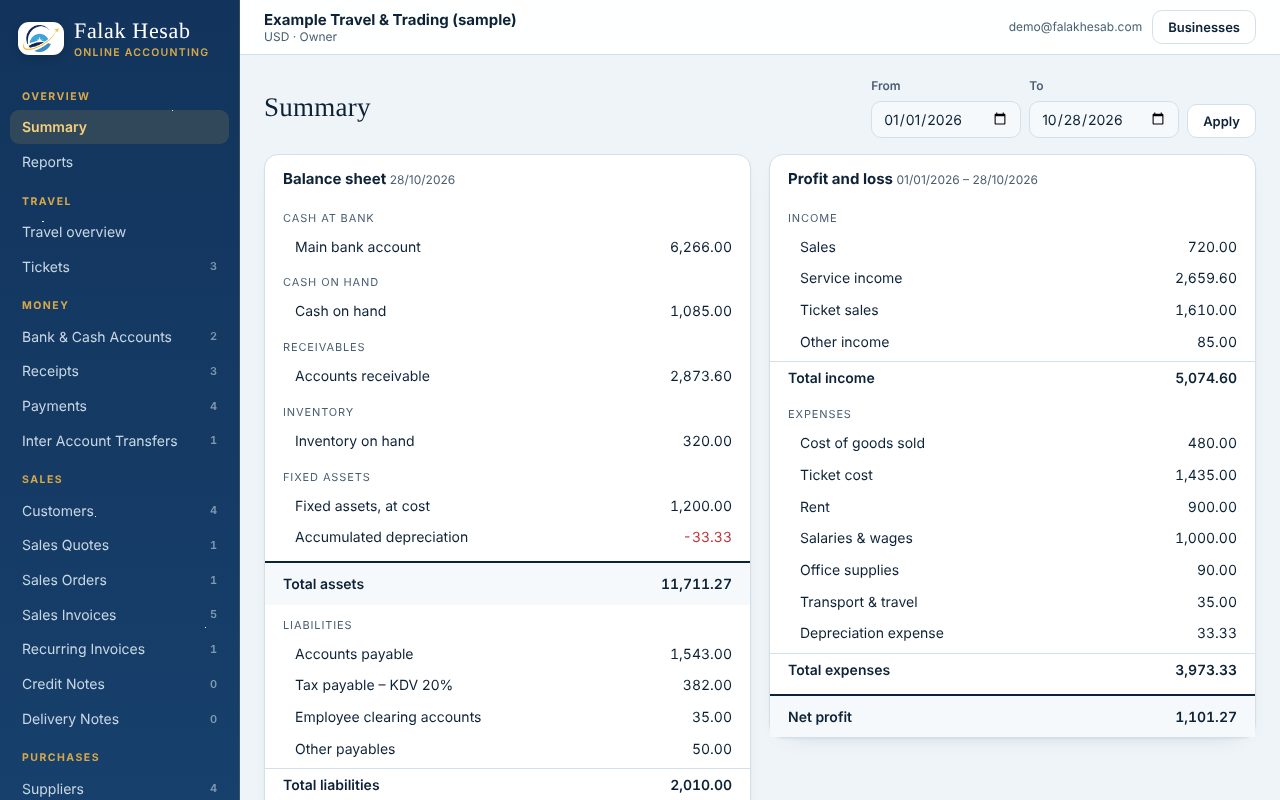 Falak Hesab
ONLINE ACCOUNTING
OVERVIEW
Summary
Reports
TRAVEL
Travel overview
Tickets 3
MONEY
Bank & Cash Accounts 2
Receipts 3
Payments 4
Inter Account Transfers 1
SALES
Customers 4
Sales Quotes 1
Sales Orders 1
Sales Invoices 5
Recurring Invoices 1
Credit Notes 0
Delivery Notes 0
PURCHASES
Suppliers 4
Example Travel & Trading (sample)
USD · Owner
demo@falakhesab.com Businesses
Summary
From To
01/01/2026 10/28/2026 Apply
Balance sheet 28/10/2026
CASH AT BANK
Main bank account 6,266.00
CASH ON HAND
Cash on hand 1,085.00
RECEIVABLES
Accounts receivable 2,873.60
INVENTORY
Inventory on hand 320.00
FIXED ASSETS
Fixed assets, at cost 1,200.00
Accumulated depreciation -33.33
Total assets 11,711.27
LIABILITIES
Accounts payable 1,543.00
Tax payable – KDV 20% 382.00
Employee clearing accounts 35.00
Other payables 50.00
Total liabilities 2,010.00
Profit and loss 01/01/2026 – 28/10/2026
INCOME
Sales 720.00
Service income 2,659.60
Ticket sales 1,610.00
Other income 85.00
Total income 5,074.60
EXPENSES
Cost of goods sold 480.00
Ticket cost 1,435.00
Rent 900.00
Salaries & wages 1,000.00
Office supplies 90.00
Transport & travel 35.00
Depreciation expense 33.33
Total expenses 3,973.33
Net profit 1,101.27